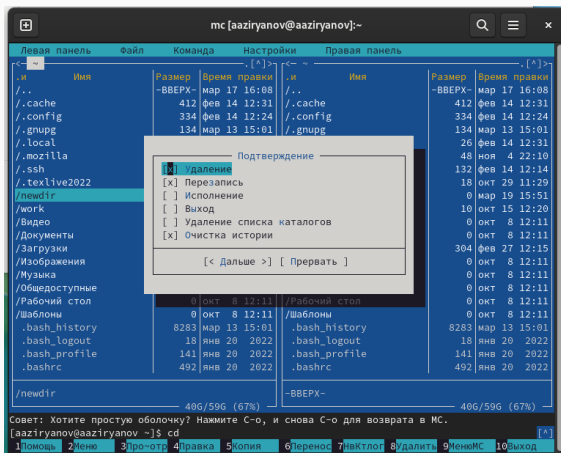 mc [aaziryanov@aaziryanov]:~
Левая панель Файл Команда Настройки Правая панель
<─ ~ .[^]> <─ ~ .[^]>
.и Имя Размер Время правки .и Имя Размер Время правки
/.. -ВВЕРХ- мар 17 16:08 /.. -ВВЕРХ- мар 17 16:08
/.cache 412 фев 14 12:31 /.cache 412 фев 14 12:31
/.config 334 фев 14 12:24 /.config 334 фев 14 12:24
/.gnupg 134 мар 13 15:01 /.gnupg 134 мар 13 15:01
/.local 26 фев 14 12:31
/.mozilla Подтверждение 48 ноя 4 22:10
/.ssh [x] Удаление 132 фев 14 12:14
/.texlive2022 [x] Перезапись 18 окт 29 11:29
/newdir [ ] Исполнение 0 мар 19 15:51
/work [ ] Выход 10 окт 15 12:20
/Видео [ ] Удаление списка каталогов 0 окт 8 12:11
/Документы [x] Очистка истории 0 окт 8 12:11
/Загрузки 304 фев 27 12:15
/Изображения [< Дальше >] [ Прервать ] 0 окт 8 12:11
/Музыка 0 окт 8 12:11
/Общедоступные 0 окт 8 12:11
/Рабочий стол 0 окт 8 12:11 /Рабочий стол 0 окт 8 12:11
/Шаблоны 0 окт 8 12:11 /Шаблоны 0 окт 8 12:11
.bash_history 8283 мар 13 15:01 .bash_history 8283 мар 13 15:01
.bash_logout 18 янв 20 2022 .bash_logout 18 янв 20 2022
.bash_profile 141 янв 20 2022 .bash_profile 141 янв 20 2022
.bashrc 492 янв 20 2022 .bashrc 492 янв 20 2022
/newdir -ВВЕРХ-
40G/59G (67%) 40G/59G (67%)
Совет: Хотите простую оболочку? Нажмите C-o, и снова C-o для возврата в MC.
[aaziryanov@aaziryanov ~]$ cd [^]
1Помощь 2Меню 3Про~отр 4Правка 5Копия 6Перенос 7НвКтлог 8Удалить 9МенюMC 10Выход